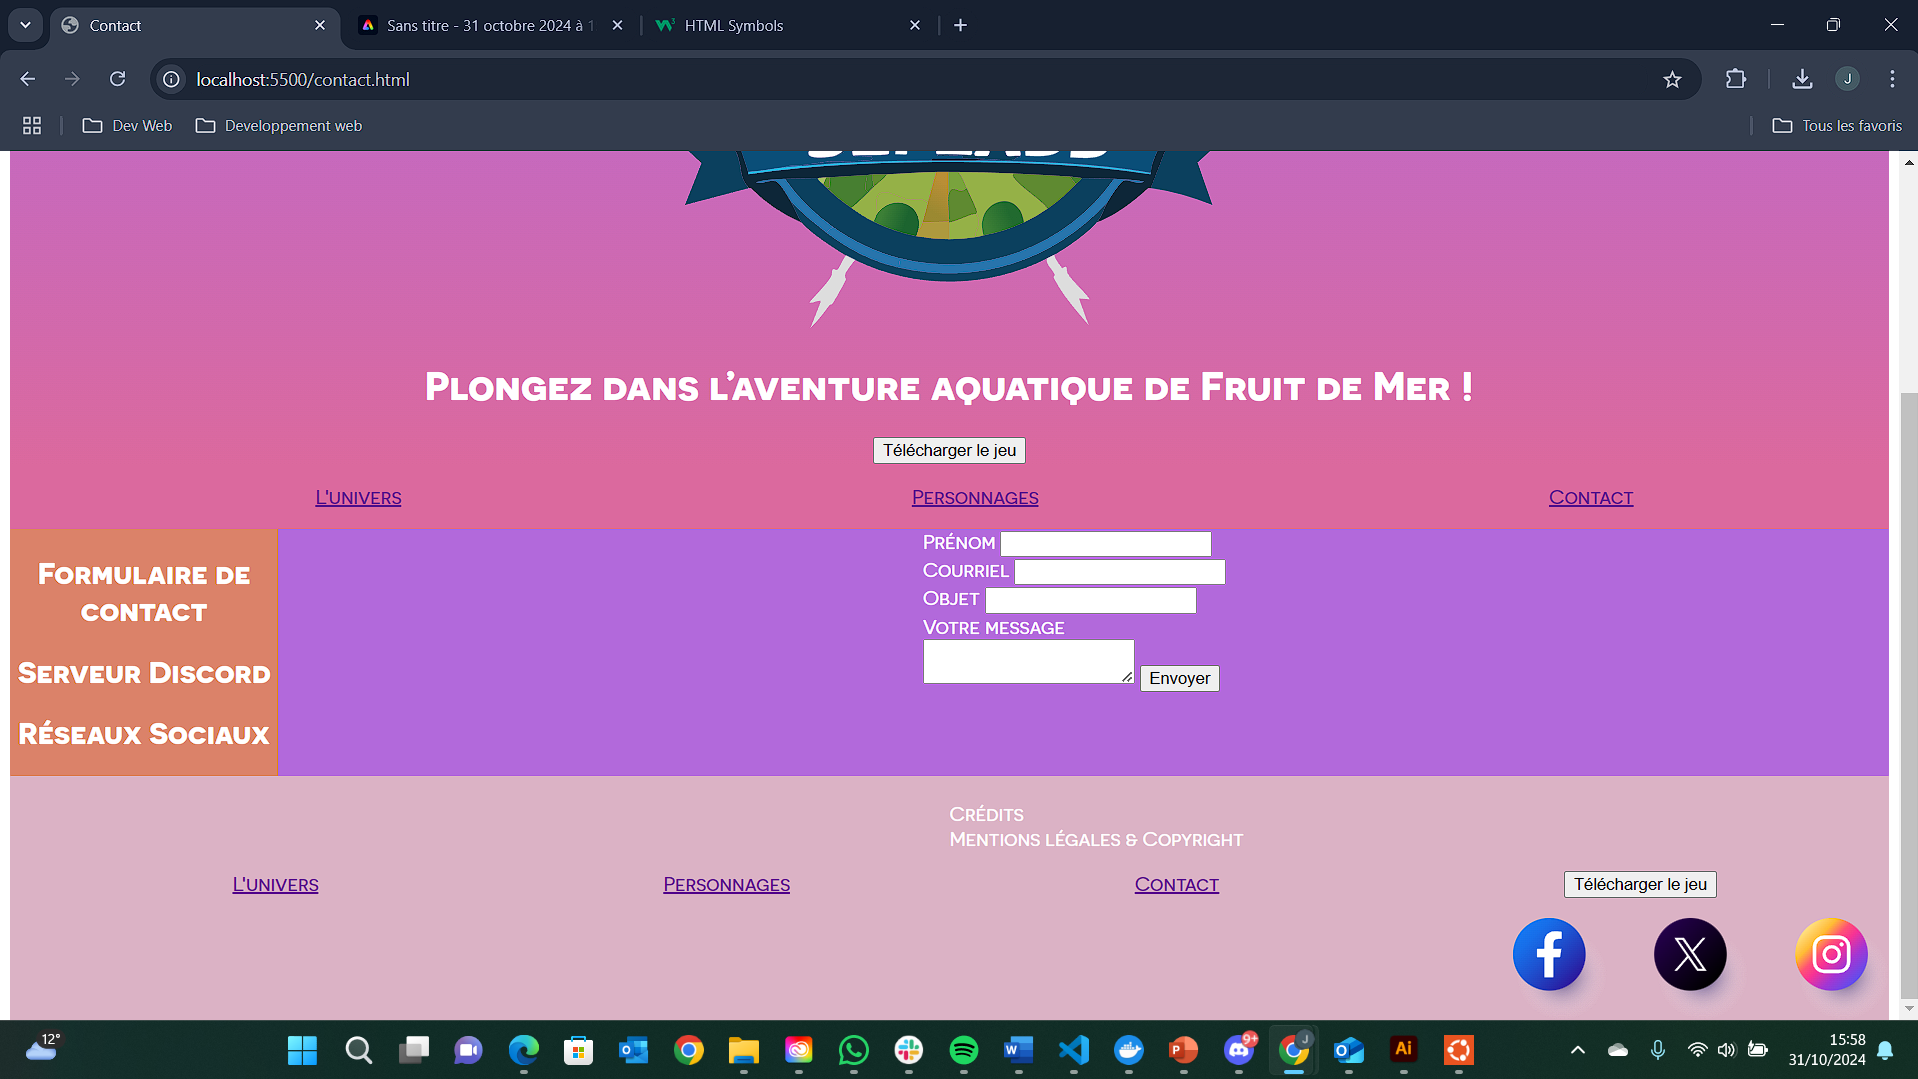 Contact
Sans titre - 31 octobre 2024 à 1
HTML Symbols
localhost:5500/contact.html
J
Dev Web
Developpement web
Tous les favoris
Plongez dans l'aventure aquatique de Fruit de Mer !
Télécharger le jeu
L'univers
Personnages
Contact
Formulaire de
contact
Serveur Discord
Réseaux Sociaux
Prénom
Courriel
Objet
Votre message
Envoyer
Crédits
Mentions légales & Copyright
L'univers
Personnages
Contact
Télécharger le jeu
12°
9+
J
Ai
15:58
31/10/2024